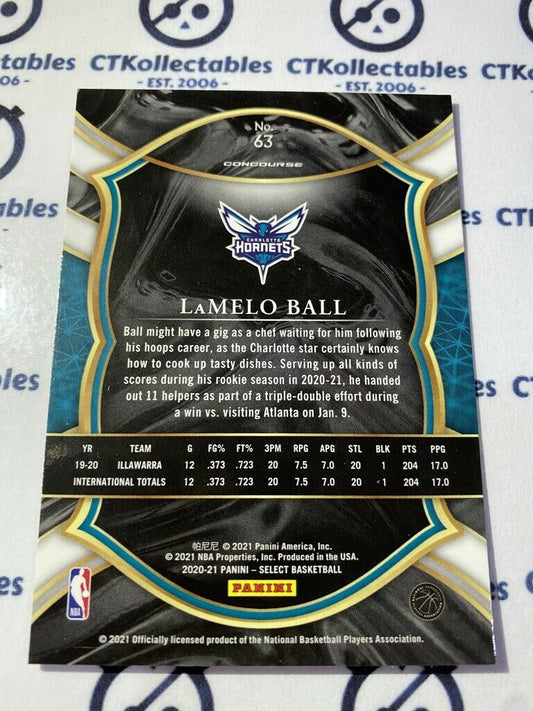 CTKollectables
- EST. 2006 -
CTKollectables
- EST. 2006 -
No.
63
CONCOURSE
CHARLOTTE
HORNETS
LaMELO BALL
Ball might have a gig as a chef waiting for him following
his hoops career, as the Charlotte star certainly knows
how to cook up tasty dishes. Serving up all kinds of
scores during his rookie season in 2020-21, he handed
out 11 helpers as part of a triple-double effort during
a win vs. visiting Atlanta on Jan. 9.
YR TEAM G FG% FT% 3PM RPG APG STL BLK PTS PPG
19-20 ILLAWARRA 12 .373 .723 20 7.5 7.0 20 1 204 17.0
INTERNATIONAL TOTALS 12 .373 .723 20 7.5 7.0 20 1 204 17.0
帕尼尼 © 2021 Panini America, Inc.
© 2021 NBA Properties, Inc. Produced in the USA.
2020-21 PANINI – SELECT BASKETBALL
PANINI
NBA
© 2021 Officially licensed product of the National Basketball Players Association.